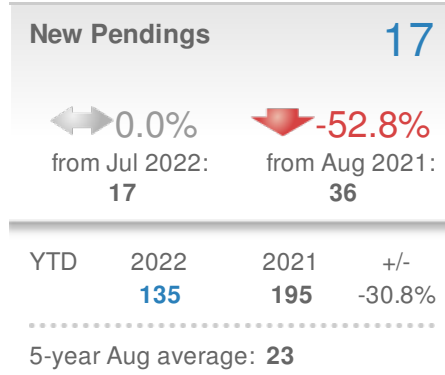 New Pendings 17
0.0% -52.8%
from Jul 2022: from Aug 2021:
17 36
YTD 2022 2021 +/-
135 195 -30.8%
5-year Aug average: 23